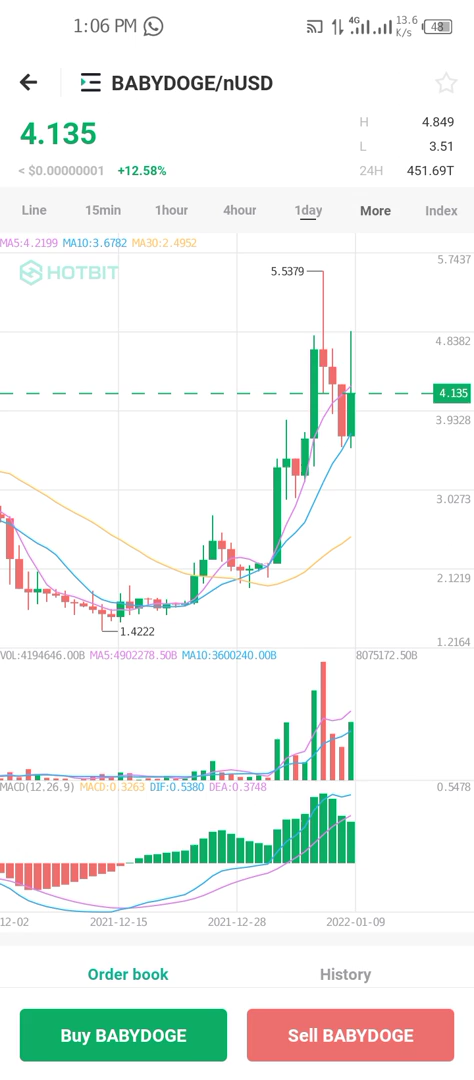 1:06 PM 4G 13.6 K/s 48
BABYDOGE/nUSD
4.135
H 4.849
L 3.51
< $0.00000001 +12.58% 24H 451.69T
Line 15min 1hour 4hour 1day More Index
MA5:4.2199 MA10:3.6782 MA30:2.4952
HOTBIT
5.7437
5.5379
4.8382
4.135
3.9328
3.0273
2.1219
1.4222
1.2164
VOL:4194646.00B MA5:4902278.50B MA10:3600240.00B 8075172.50B
MACD(12.26.9) MACD:0.3263 DIF:0.5380 DEA:0.3748 0.5478
12-02 2021-12-15 2021-12-28 2022-01-09
Order book History
Buy BABYDOGE Sell BABYDOGE